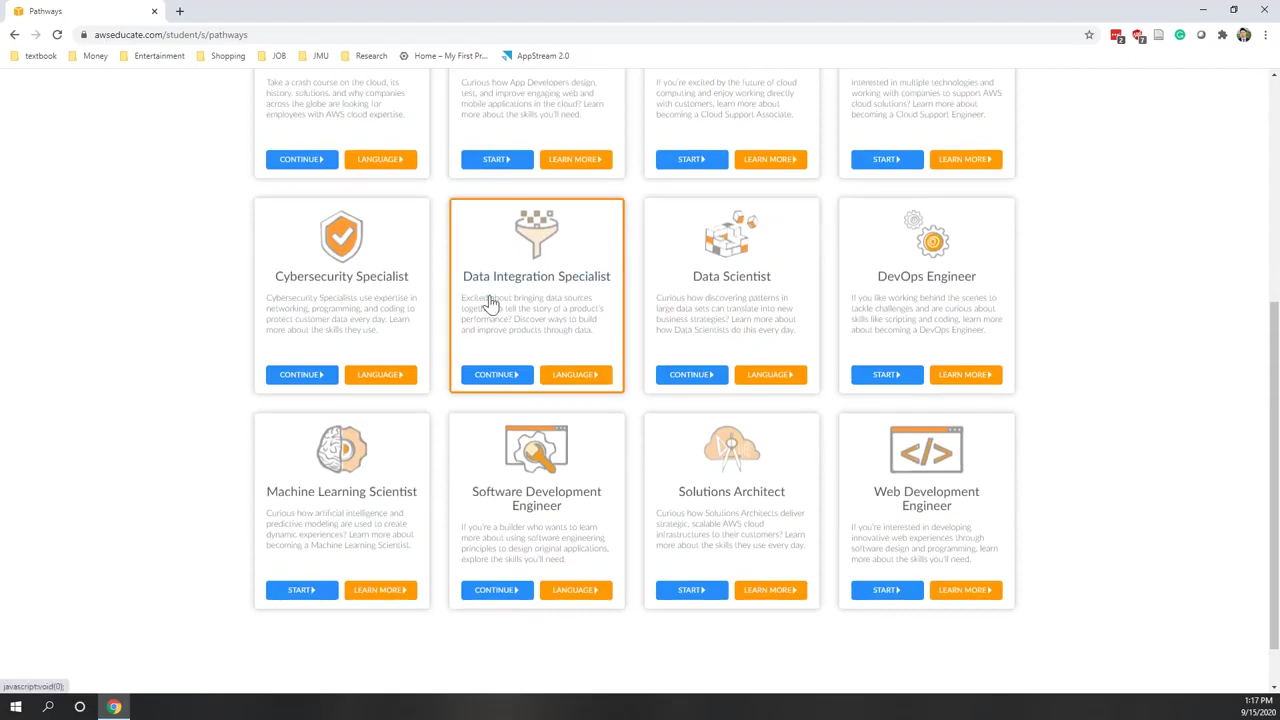 Pathways
awseducate.com/student/s/pathways
textbook Money Entertainment Shopping JOB JMU Research Home – My First Pr... AppStream 2.0
2 7
Take a crash course on the cloud, its
history, solutions, and why companies
across the globe are looking for
employees with AWS cloud expertise.
CONTINUE LANGUAGE
Curious how App Developers design,
test, and improve engaging web and
mobile applications in the cloud? Learn
more about the skills you'll need.
START LEARN MORE
If you're excited by the future of cloud
computing and enjoy working directly
with customers, learn more about
becoming a Cloud Support Associate.
START LEARN MORE
Interested in multiple technologies and
working with companies to support AWS
cloud solutions? Learn more about
becoming a Cloud Support Engineer.
START LEARN MORE
Cybersecurity Specialist
Cybersecurity Specialists use expertise in
networking, programming, and coding to
protect customer data every day. Learn
more about the skills they use.
CONTINUE LANGUAGE
Data Integration Specialist
Excited about bringing data sources
together to tell the story of a product's
performance? Discover ways to build
and improve products through data.
CONTINUE LANGUAGE
Data Scientist
Curious how discovering patterns in
large data sets can translate into new
business strategies? Learn more about
how Data Scientists do this every day.
CONTINUE LANGUAGE
DevOps Engineer
If you like working behind the scenes to
tackle challenges and are curious about
skills like scripting and coding, learn more
about becoming a DevOps Engineer.
START LEARN MORE
Machine Learning Scientist
Curious how artificial intelligence and
predictive modeling are used to create
dynamic experiences? Learn more about
becoming a Machine Learning Scientist.
START LEARN MORE
Software Development
Engineer
If you're a builder who wants to learn
more about using software engineering
principles to design original applications,
explore the skills you'll need.
CONTINUE LANGUAGE
Solutions Architect
Curious how Solutions Architects deliver
strategic, scalable AWS cloud
infrastructures to their customers? Learn
more about the skills they use every day.
START LEARN MORE
Web Development
Engineer
If you're interested in developing
innovative web experiences through
software design and programming, learn
more about the skills you'll need.
START LEARN MORE
javascript:void(0);
1:17 PM
9/15/2020